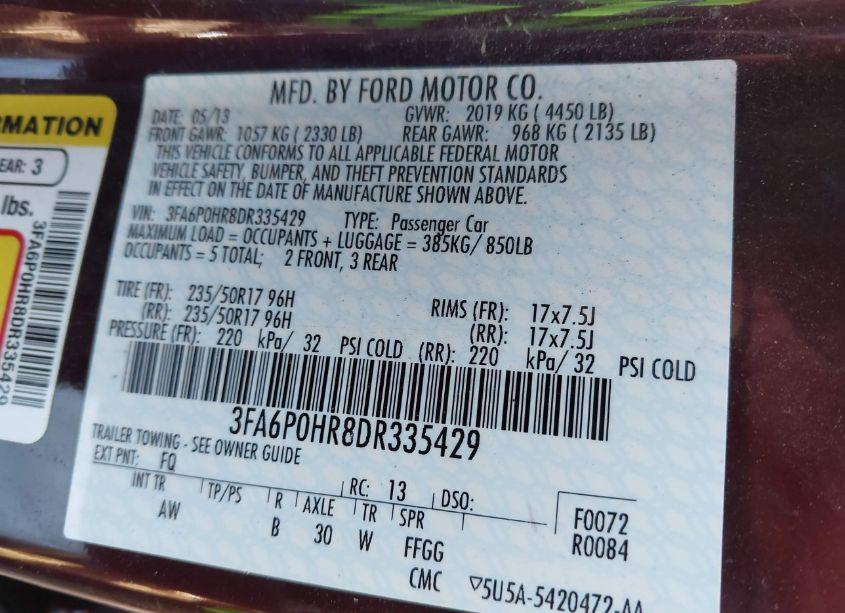 MFD. BY FORD MOTOR CO.
DATE: 05/13 GVWR: 2019 KG ( 4450 LB)
FRONT GAWR: 1057 KG ( 2330 LB) REAR GAWR: 968 KG ( 2135 LB)
THIS VEHICLE CONFORMS TO ALL APPLICABLE FEDERAL MOTOR
VEHICLE SAFETY, BUMPER, AND THEFT PREVENTION STANDARDS
IN EFFECT ON THE DATE OF MANUFACTURE SHOWN ABOVE.
VIN: 3FA6P0HR8DR335429 TYPE: Passenger Car
MAXIMUM LOAD = OCCUPANTS + LUGGAGE = 385KG/ 850LB
OCCUPANTS = 5 TOTAL; 2 FRONT, 3 REAR
TIRE (FR): 235/50R17 96H RIMS (FR): 17x7.5J
(RR): 235/50R17 96H (RR): 17x7.5J
PRESSURE (FR): 220 kPa/ 32 PSI COLD (RR): 220 kPa/ 32 PSI COLD
3FA6P0HR8DR335429
TRAILER TOWING - SEE OWNER GUIDE
EXT PNT: FQ RC: 13 DSO:
INT TR TP/PS R AXLE TR SPR F0072
AW B 30 W FFGG R0084
CMC ▽5U5A-5420472-AA
RMATION
EAR: 3
lbs.
3FA6P0HR8DR335429